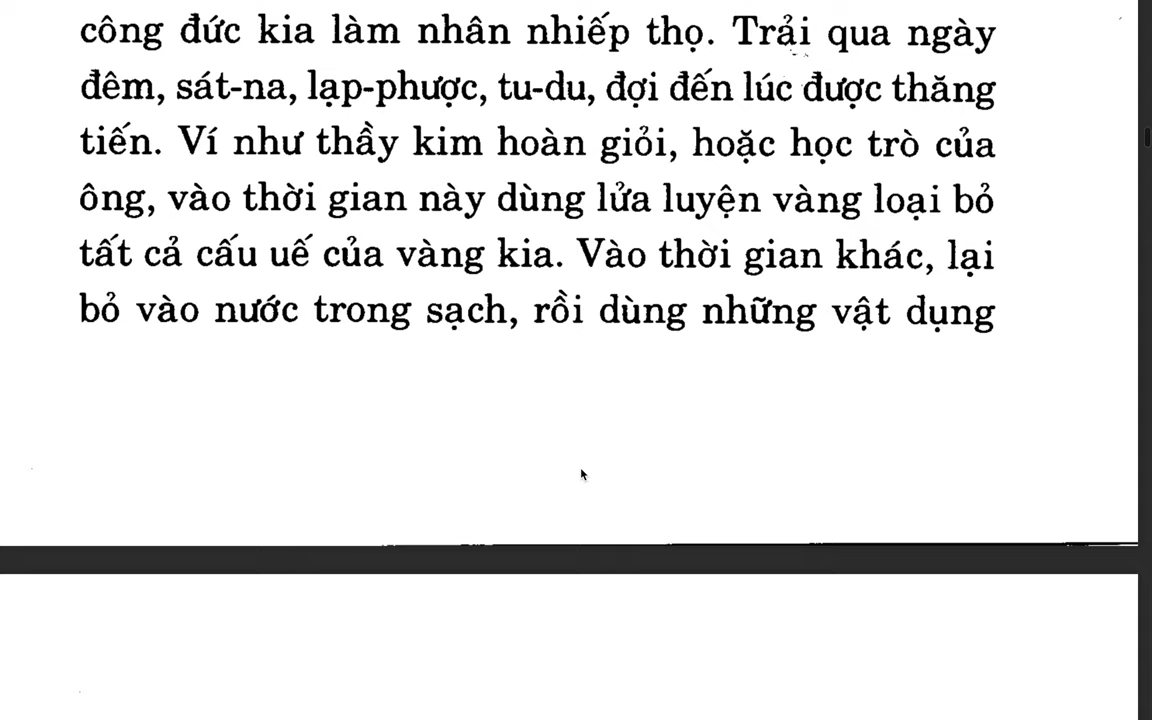 công đức kia làm nhân nhiếp thọ. Trải qua ngày
đêm, sát-na, lạp-phược, tu-du, đợi đến lúc được thăng
tiến. Ví như thầy kim hoàn giỏi, hoặc học trò của
ông, vào thời gian này dùng lửa luyện vàng loại bỏ
tất cả cấu uế của vàng kia. Vào thời gian khác, lại
bỏ vào nước trong sạch, rồi dùng những vật dụng